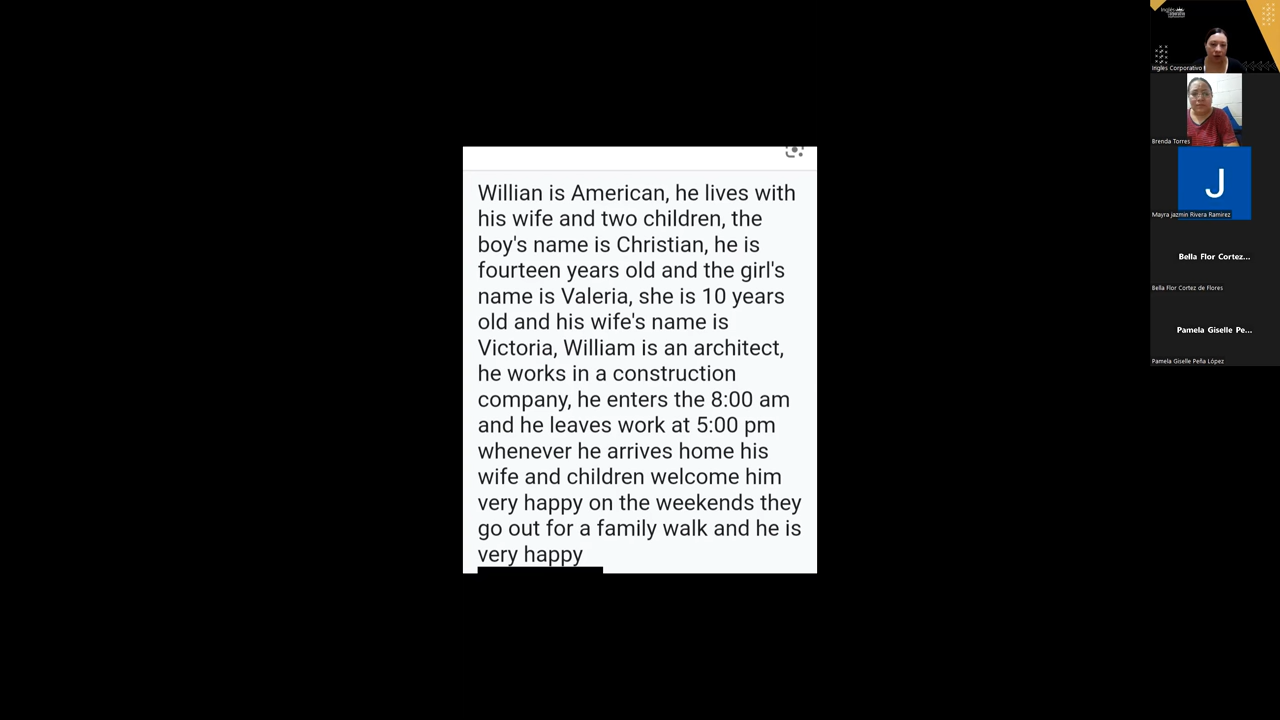 Willian is American, he lives with
his wife and two children, the
boy's name is Christian, he is
fourteen years old and the girl's
name is Valeria, she is 10 years
old and his wife's name is
Victoria, William is an architect,
he works in a construction
company, he enters the 8:00 am
and he leaves work at 5:00 pm
whenever he arrives home his
wife and children welcome him
very happy on the weekends they
go out for a family walk and he is
very happy
Ingles Corporativo
Brenda Torres
J
Mayra jazmin Rivera Ramirez
Bella Flor Cortez...
Bella Flor Cortez de Flores
Pamela Giselle Pe...
Pamela Giselle Peña López